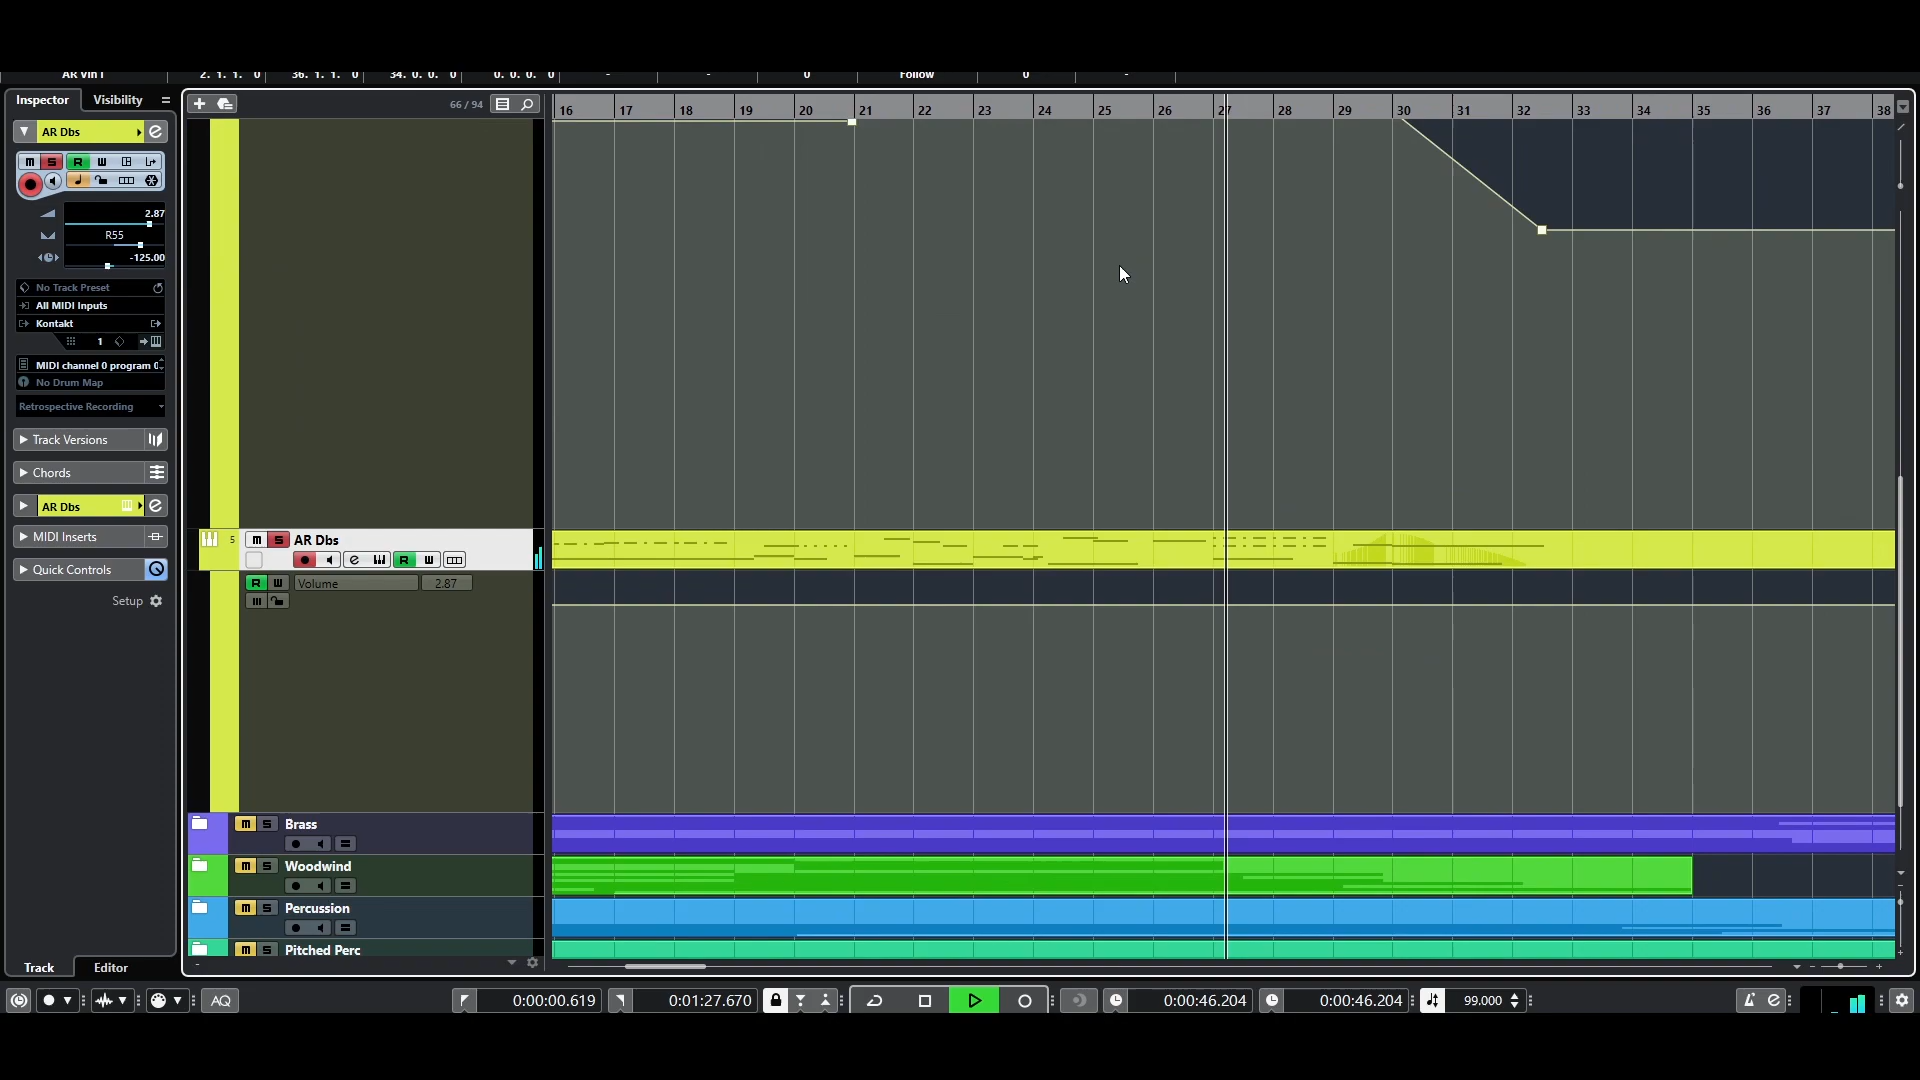 AR Vln I 2. 1. 1. 0 36. 1. 1. 0 34. 0. 0. 0 0. 0. 0. 0 - - 0 Follow 0 -
Inspector Visibility
66 / 94
16 17 18 19 20 21 22 23 24 25 26 27 28 29 30 31 32 33 34 35 36 37 38
AR Dbs
M S R W
2.87
R55
-125.00
No Track Preset
All MIDI Inputs
Kontakt
1
MIDI channel 0 program 0
No Drum Map
Retrospective Recording
Track Versions
Chords
AR Dbs
MIDI Inserts
Quick Controls
Setup
5 M S AR Dbs
e R W
R W Volume 2.87
M S Brass
M S Woodwind
M S Percussion
M S Pitched Perc
Track Editor
AQ 0:00:00.619 0:01:27.670 0:00:46.204 0:00:46.204 99.000